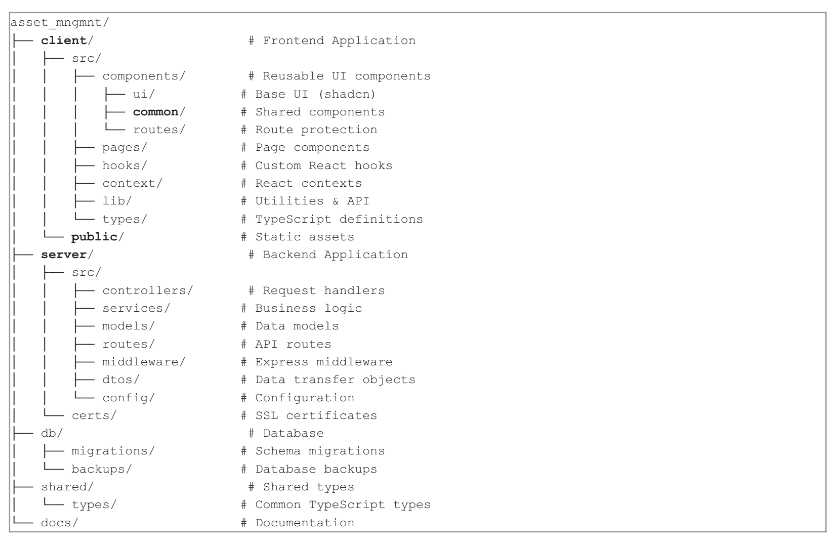 asset_mngmnt/
├── client/                    # Frontend Application
│   ├── src/
│   │   ├── components/        # Reusable UI components
│   │   │   ├── ui/           # Base UI (shadcn)
│   │   │   ├── common/       # Shared components
│   │   │   └── routes/       # Route protection
│   │   ├── pages/            # Page components
│   │   ├── hooks/            # Custom React hooks
│   │   ├── context/          # React contexts
│   │   ├── lib/              # Utilities & API
│   │   └── types/            # TypeScript definitions
│   └── public/               # Static assets
├── server/                    # Backend Application
│   ├── src/
│   │   ├── controllers/       # Request handlers
│   │   ├── services/         # Business logic
│   │   ├── models/           # Data models
│   │   ├── routes/           # API routes
│   │   ├── middleware/       # Express middleware
│   │   ├── dtos/             # Data transfer objects
│   │   └── config/           # Configuration
│   └── certs/                # SSL certificates
├── db/                        # Database
│   ├── migrations/           # Schema migrations
│   └── backups/              # Database backups
├── shared/                    # Shared types
│   └── types/                # Common TypeScript types
└── docs/                     # Documentation